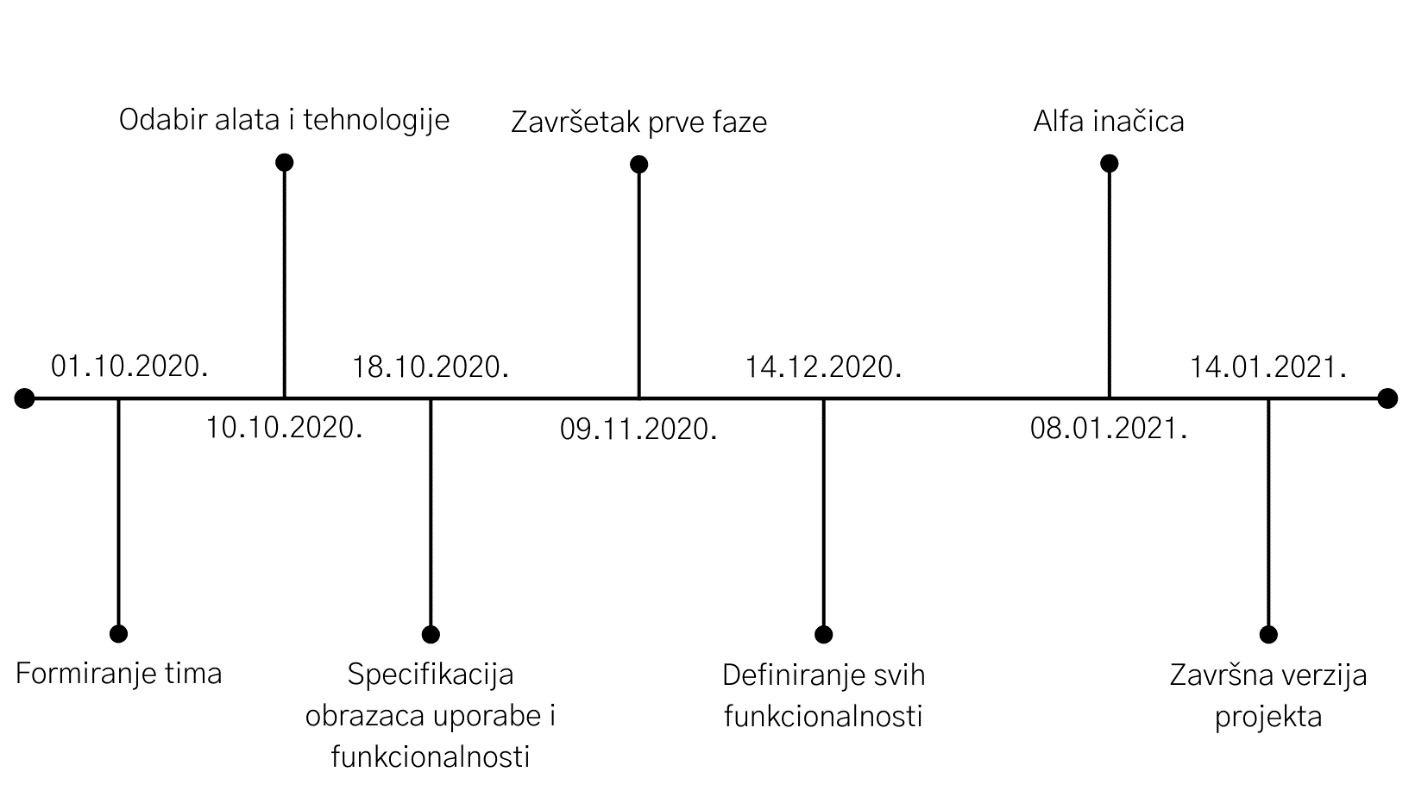 Odabir alata i tehnologije
Završetak prve faze
Alfa inačica
01.10.2020.
18.10.2020.
14.12.2020.
14.01.2021.
10.10.2020.
09.11.2020.
08.01.2021.
Formiranje tima
Specifikacija
obrazaca uporabe i
funkcionalnosti
Definiranje svih
funkcionalnosti
Završna verzija
projekta